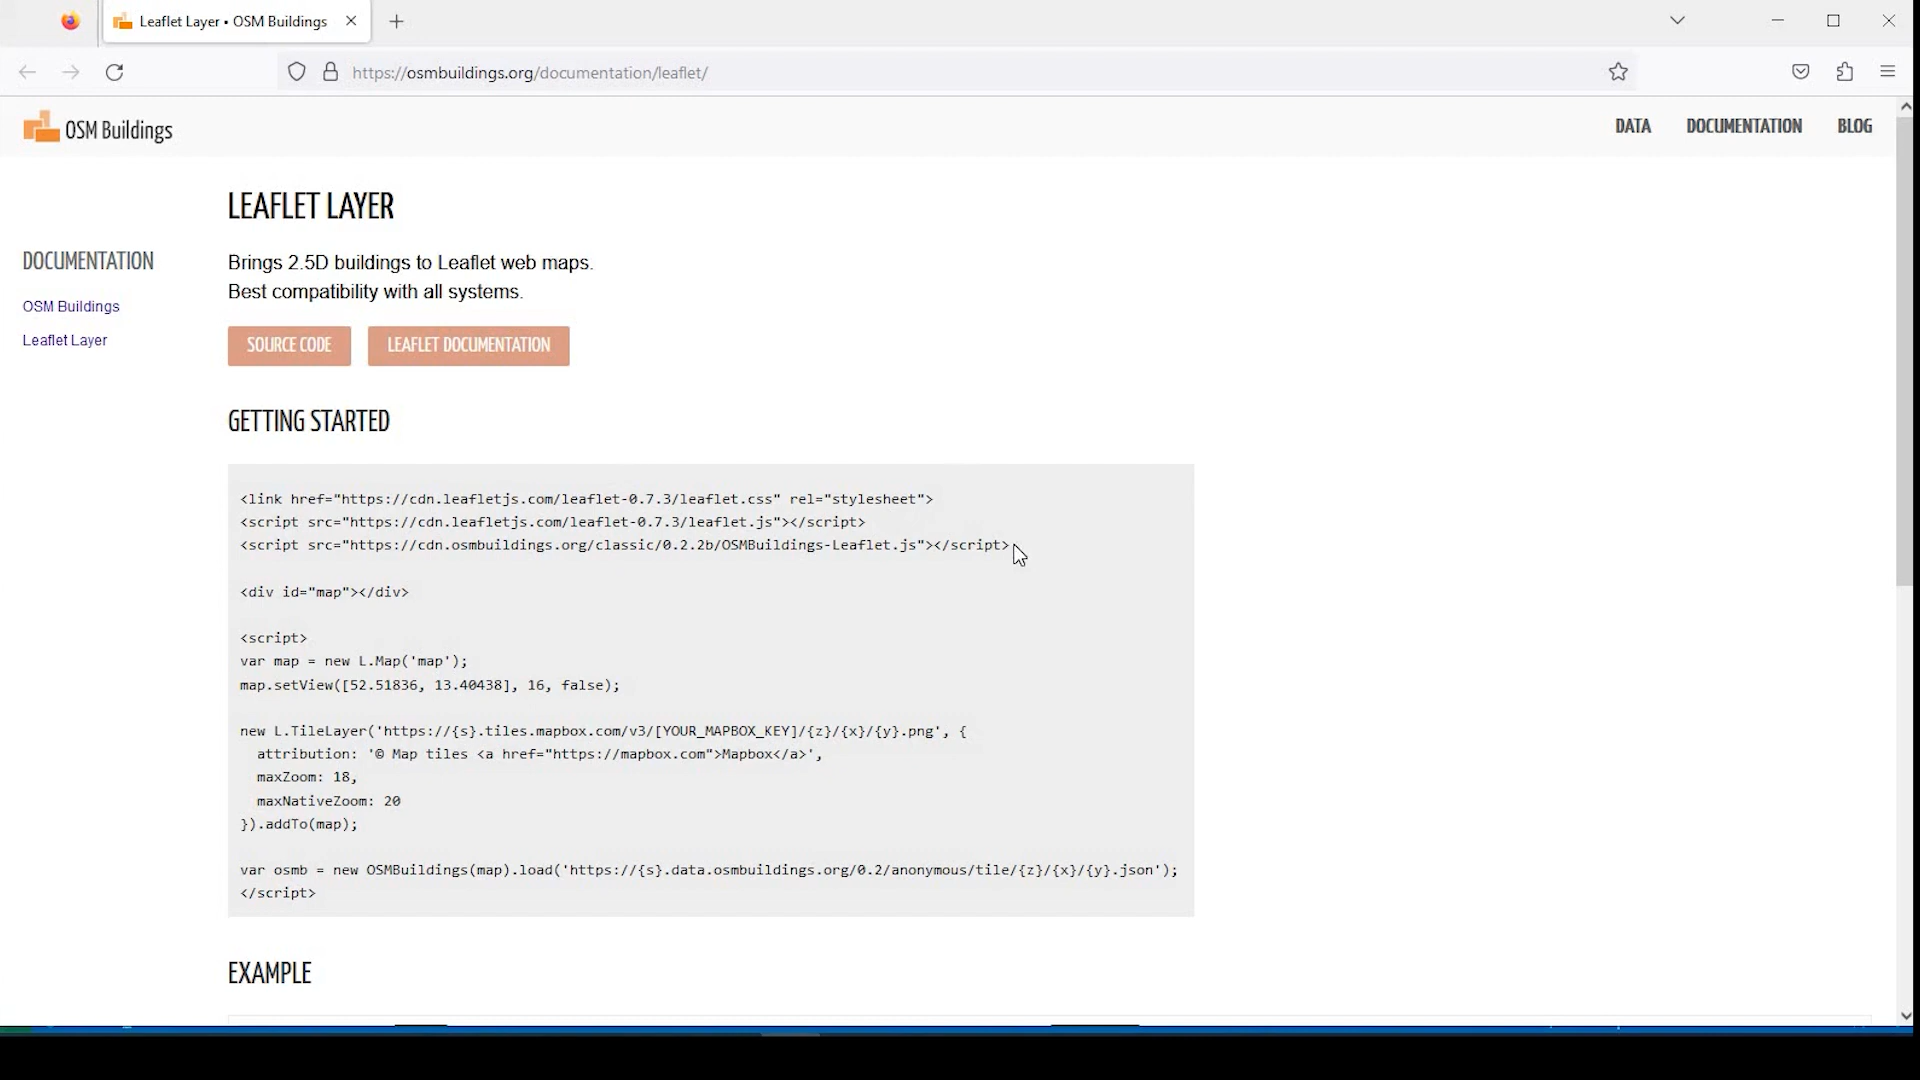 Leaflet Layer • OSM Buildings
https://osmbuildings.org/documentation/leaflet/
OSM Buildings
DATA
DOCUMENTATION
BLOG
LEAFLET LAYER
DOCUMENTATION
OSM Buildings
Leaflet Layer
Brings 2.5D buildings to Leaflet web maps.
Best compatibility with all systems.
SOURCE CODE
LEAFLET DOCUMENTATION
GETTING STARTED
<link href="https://cdn.leafletjs.com/leaflet-0.7.3/leaflet.css" rel="stylesheet">
<script src="https://cdn.leafletjs.com/leaflet-0.7.3/leaflet.js"></script>
<script src="https://cdn.osmbuildings.org/classic/0.2.2b/OSMBuildings-Leaflet.js"></script>
<div id="map"></div>
<script>
var map = new L.Map('map');
map.setView([52.51836, 13.40438], 16, false);
new L.TileLayer('https://{s}.tiles.mapbox.com/v3/[YOUR_MAPBOX_KEY]/{z}/{x}/{y}.png', {
attribution: '© Map tiles <a href="https://mapbox.com">Mapbox</a>',
maxZoom: 18,
maxNativeZoom: 20
}).addTo(map);
var osmb = new OSMBuildings(map).load('https://{s}.data.osmbuildings.org/0.2/anonymous/tile/{z}/{x}/{y}.json');
</script>
EXAMPLE